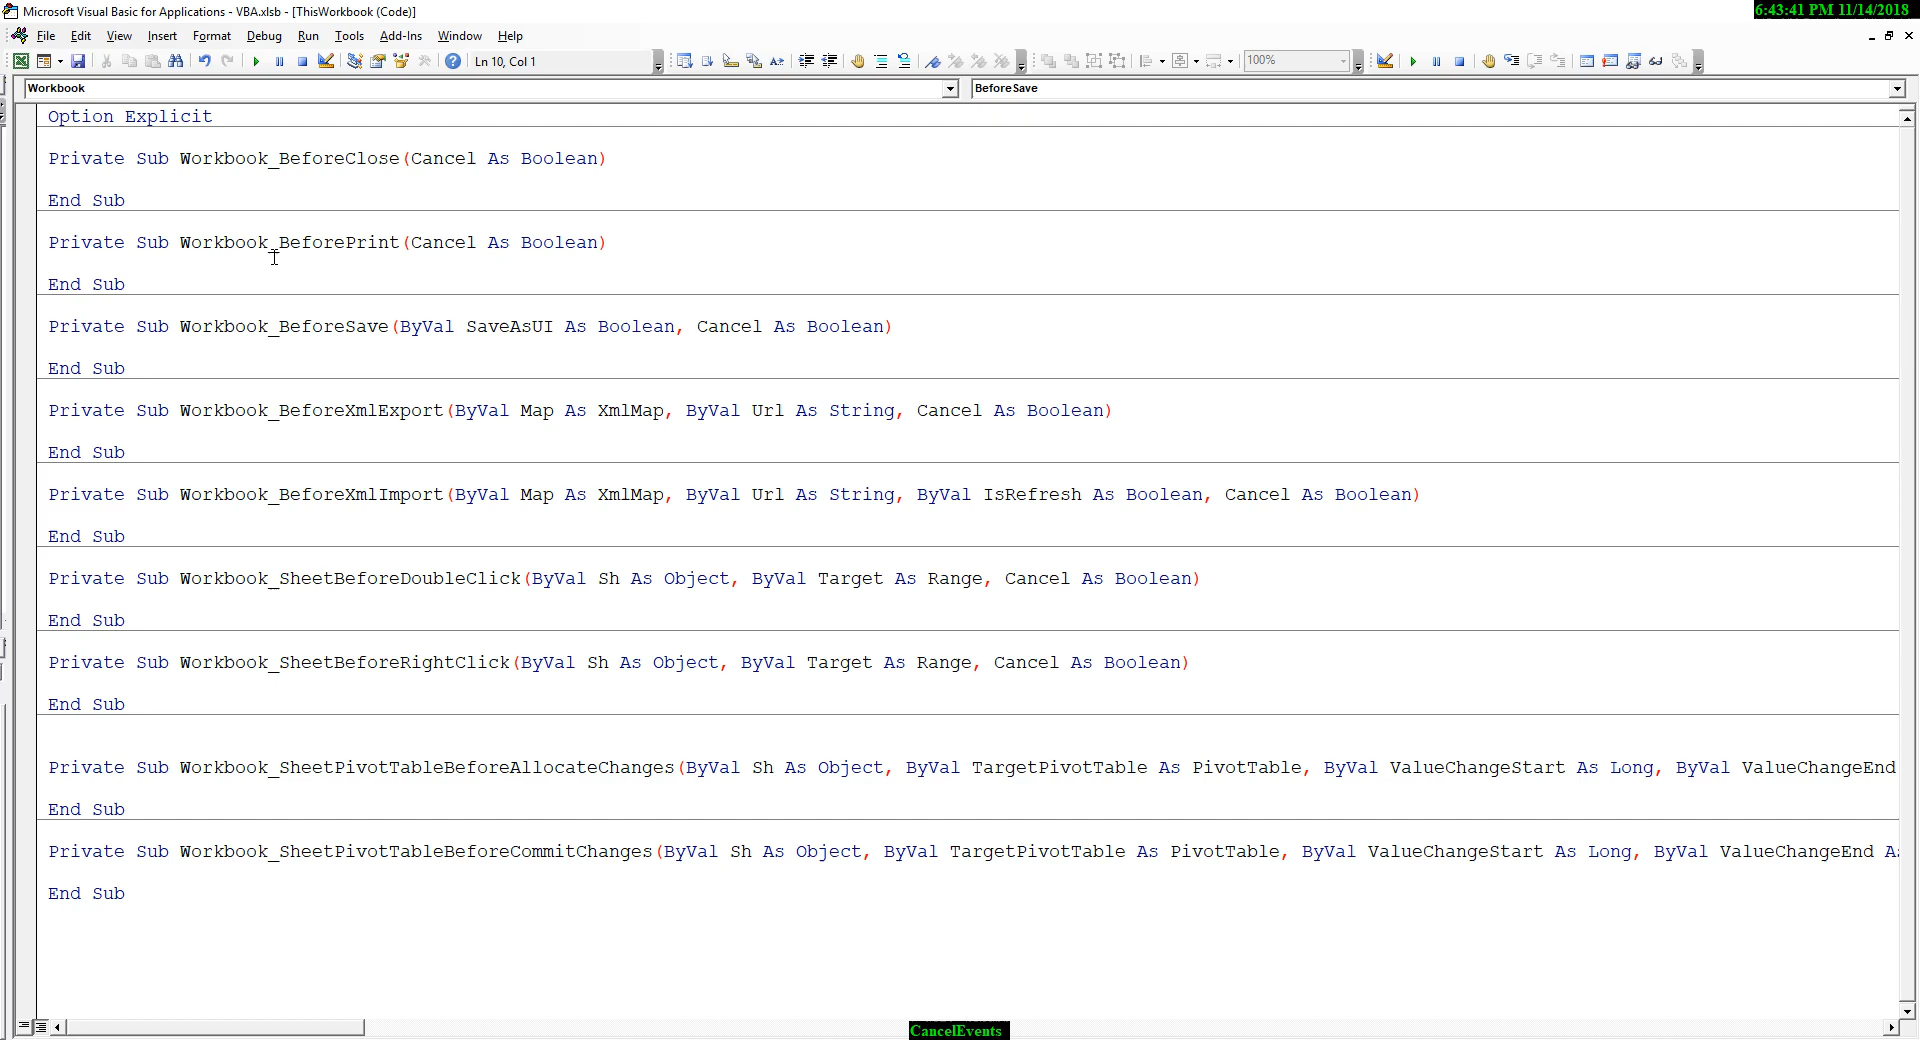 Microsoft Visual Basic for Applications - VBA.xlsb - [ThisWorkbook (Code)]
6:43:41 PM 11/14/2018
File Edit View Insert Format Debug Run Tools Add-Ins Window Help
Ln 10, Col 1
100%
Workbook
BeforeSave
Option Explicit
Private Sub Workbook_BeforeClose(Cancel As Boolean)
End Sub
Private Sub Workbook_BeforePrint(Cancel As Boolean)
End Sub
Private Sub Workbook_BeforeSave(ByVal SaveAsUI As Boolean, Cancel As Boolean)
End Sub
Private Sub Workbook_BeforeXmlExport(ByVal Map As XmlMap, ByVal Url As String, Cancel As Boolean)
End Sub
Private Sub Workbook_BeforeXmlImport(ByVal Map As XmlMap, ByVal Url As String, ByVal IsRefresh As Boolean, Cancel As Boolean)
End Sub
Private Sub Workbook_SheetBeforeDoubleClick(ByVal Sh As Object, ByVal Target As Range, Cancel As Boolean)
End Sub
Private Sub Workbook_SheetBeforeRightClick(ByVal Sh As Object, ByVal Target As Range, Cancel As Boolean)
End Sub
Private Sub Workbook_SheetPivotTableBeforeAllocateChanges(ByVal Sh As Object, ByVal TargetPivotTable As PivotTable, ByVal ValueChangeStart As Long, ByVal ValueChangeEnd
End Sub
Private Sub Workbook_SheetPivotTableBeforeCommitChanges(ByVal Sh As Object, ByVal TargetPivotTable As PivotTable, ByVal ValueChangeStart As Long, ByVal ValueChangeEnd As
End Sub
CancelEvents